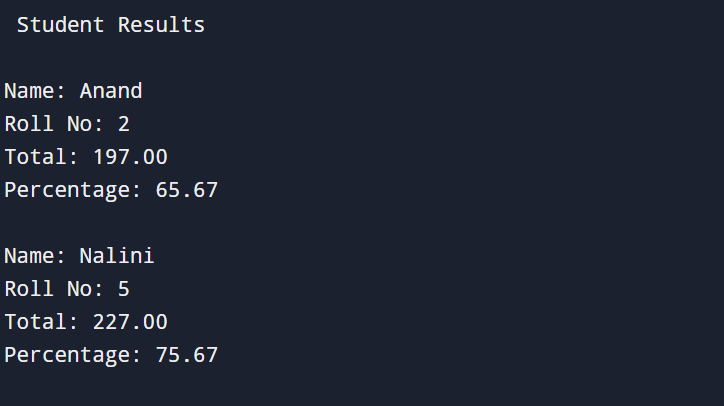 Student Results
Name: Anand
Roll No: 2
Total: 197.00
Percentage: 65.67
Name: Nalini
Roll No: 5
Total: 227.00
Percentage: 75.67